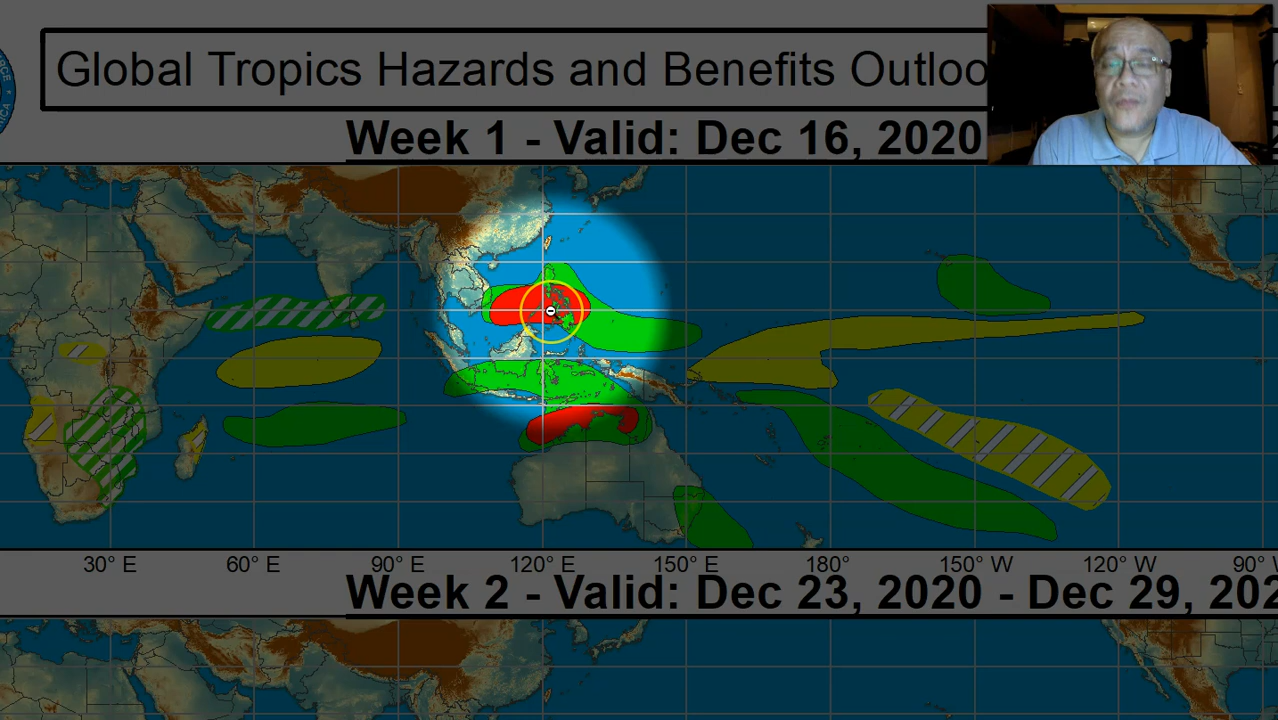 Global Tropics Hazards and Benefits Outloo
Week 1 - Valid: Dec 16, 2020
30° E 60° E 90° E 120° E 150° E 180° 150° W 120° W 90° W
Week 2 - Valid: Dec 23, 2020 - Dec 29, 202